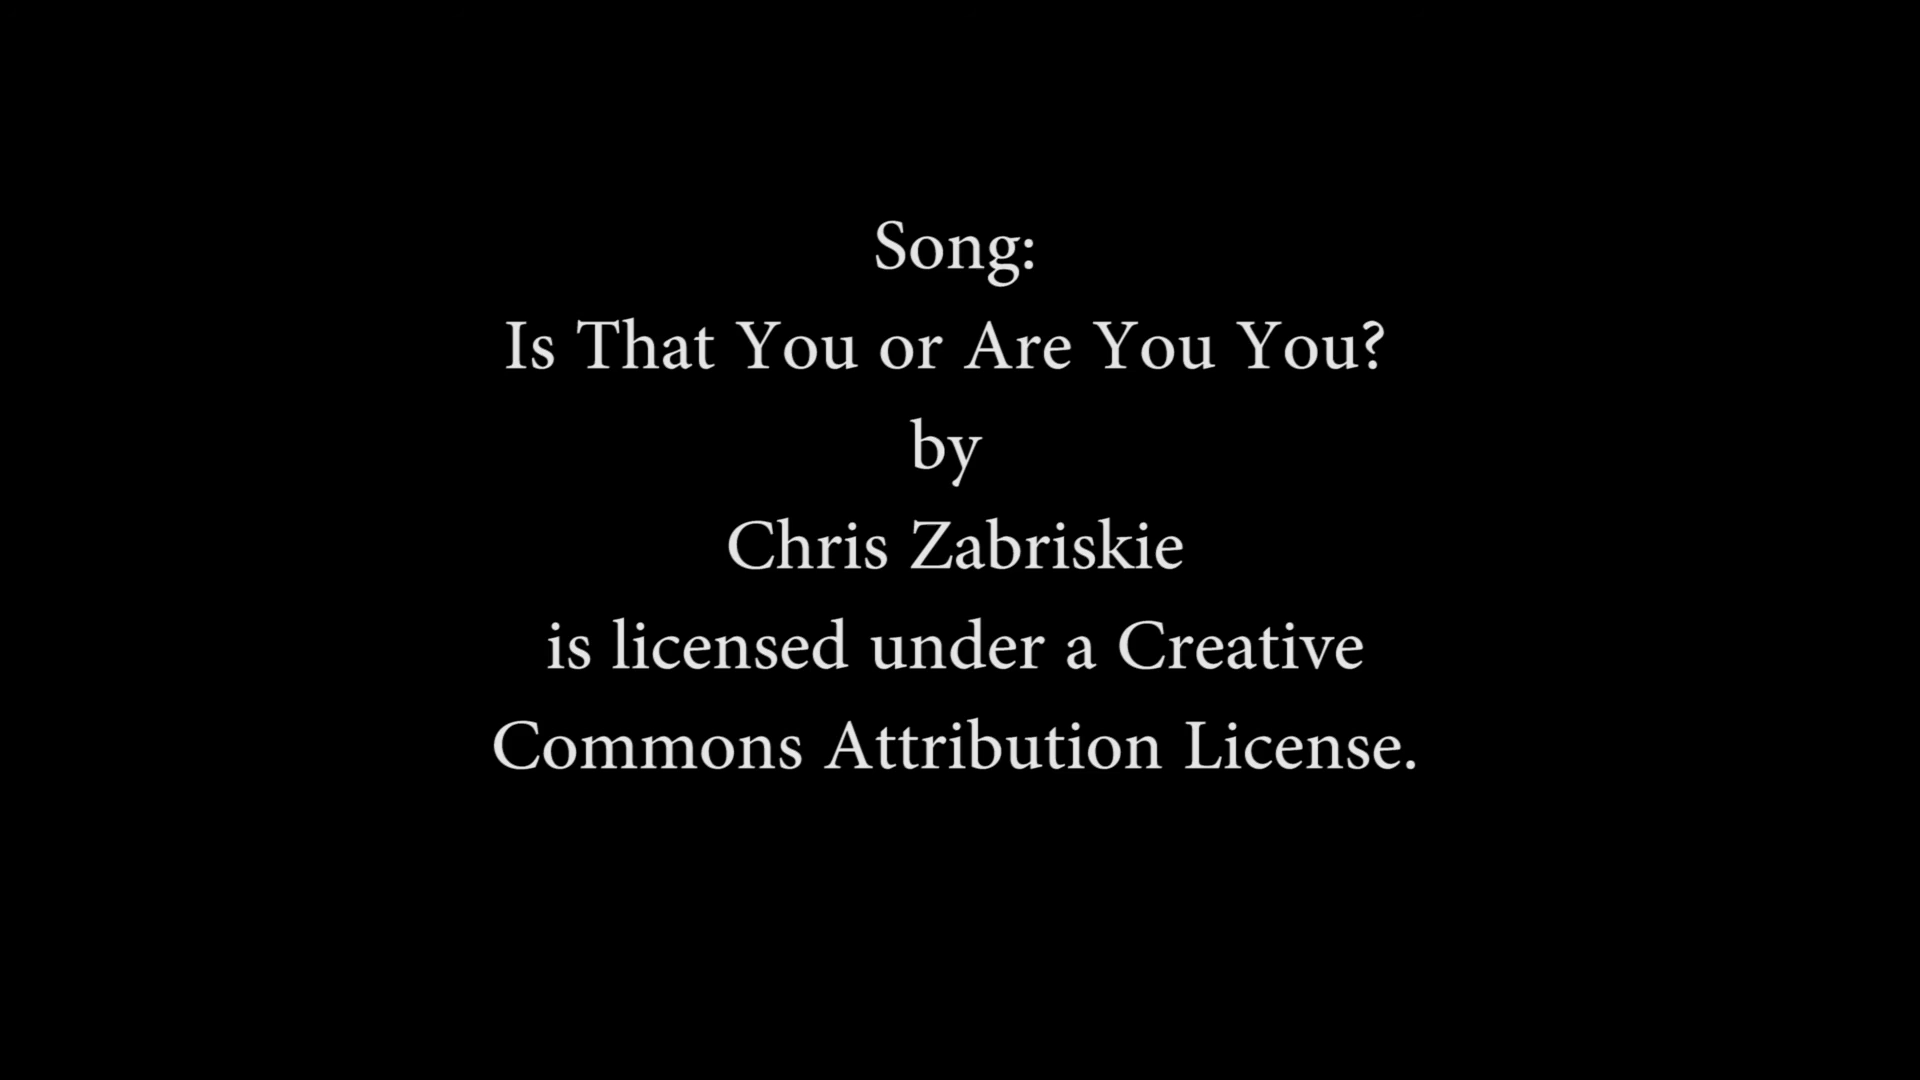 Song:
Is That You or Are You You?
by
Chris Zabriskie
is licensed under a Creative
Commons Attribution License.